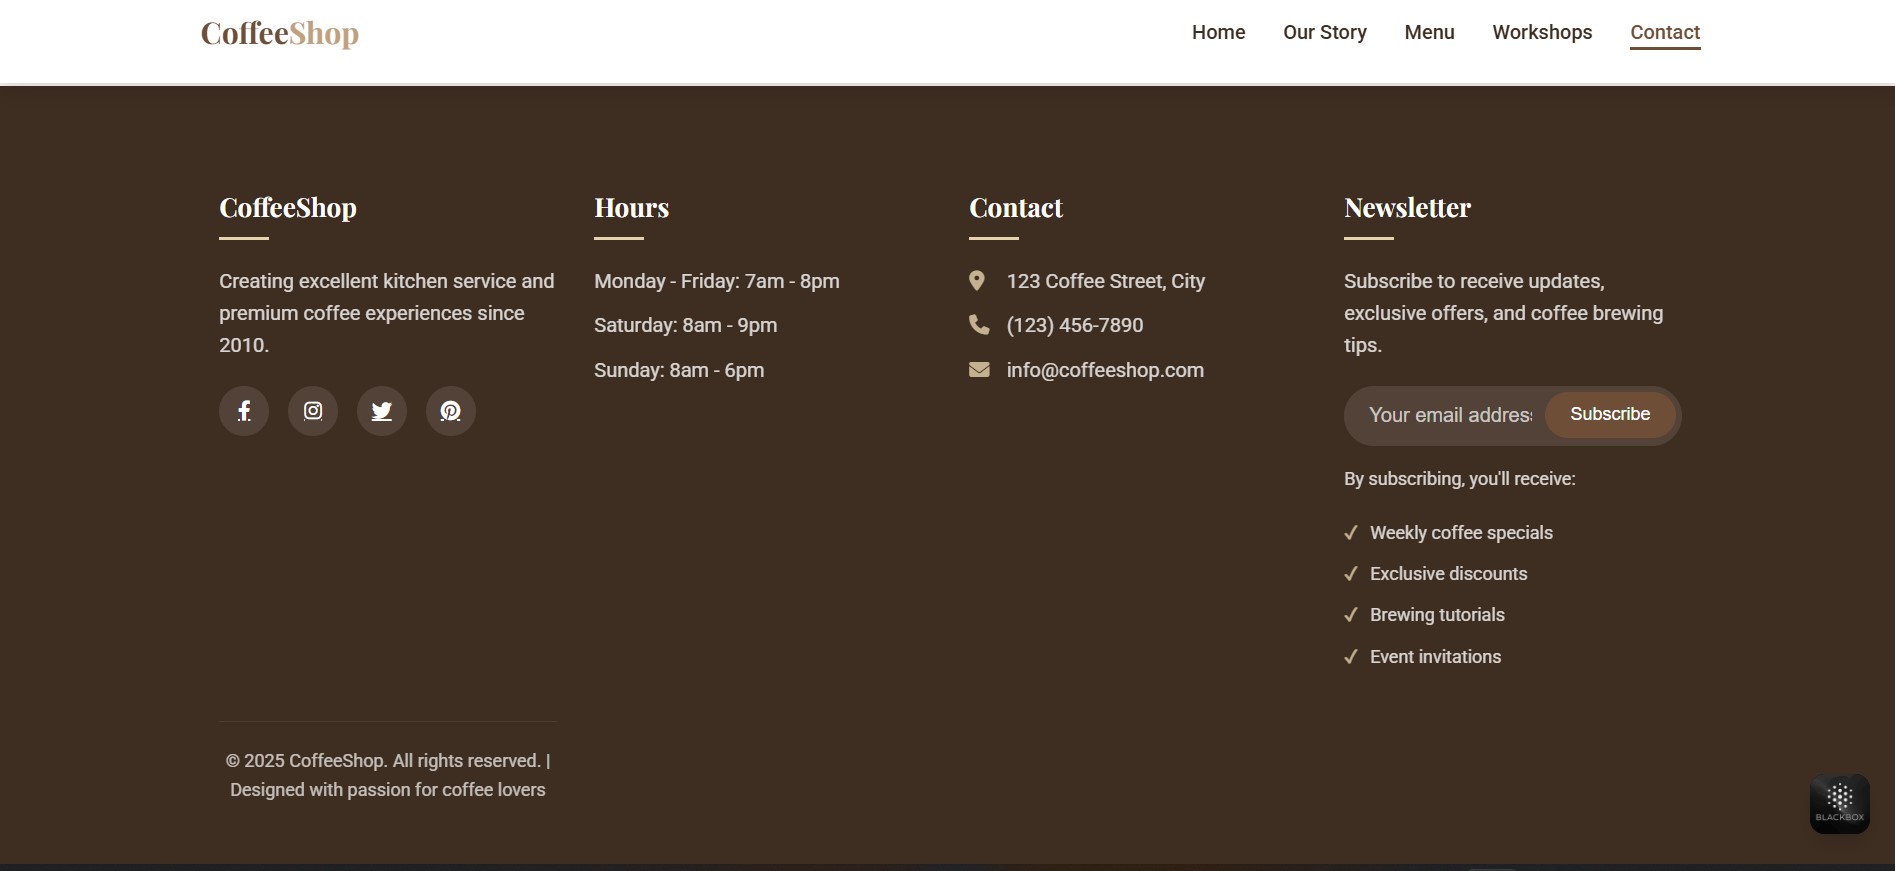 CoffeeShop
Home
Our Story
Menu
Workshops
Contact
CoffeeShop
Creating excellent kitchen service and
premium coffee experiences since
2010.
Hours
Monday - Friday: 7am - 8pm
Saturday: 8am - 9pm
Sunday: 8am - 6pm
Contact
123 Coffee Street, City
(123) 456-7890
info@coffeeshop.com
Newsletter
Subscribe to receive updates,
exclusive offers, and coffee brewing
tips.
Your email address
Subscribe
By subscribing, you'll receive:
✓ Weekly coffee specials
✓ Exclusive discounts
✓ Brewing tutorials
✓ Event invitations
© 2025 CoffeeShop. All rights reserved. |
Designed with passion for coffee lovers
BLACKBOX